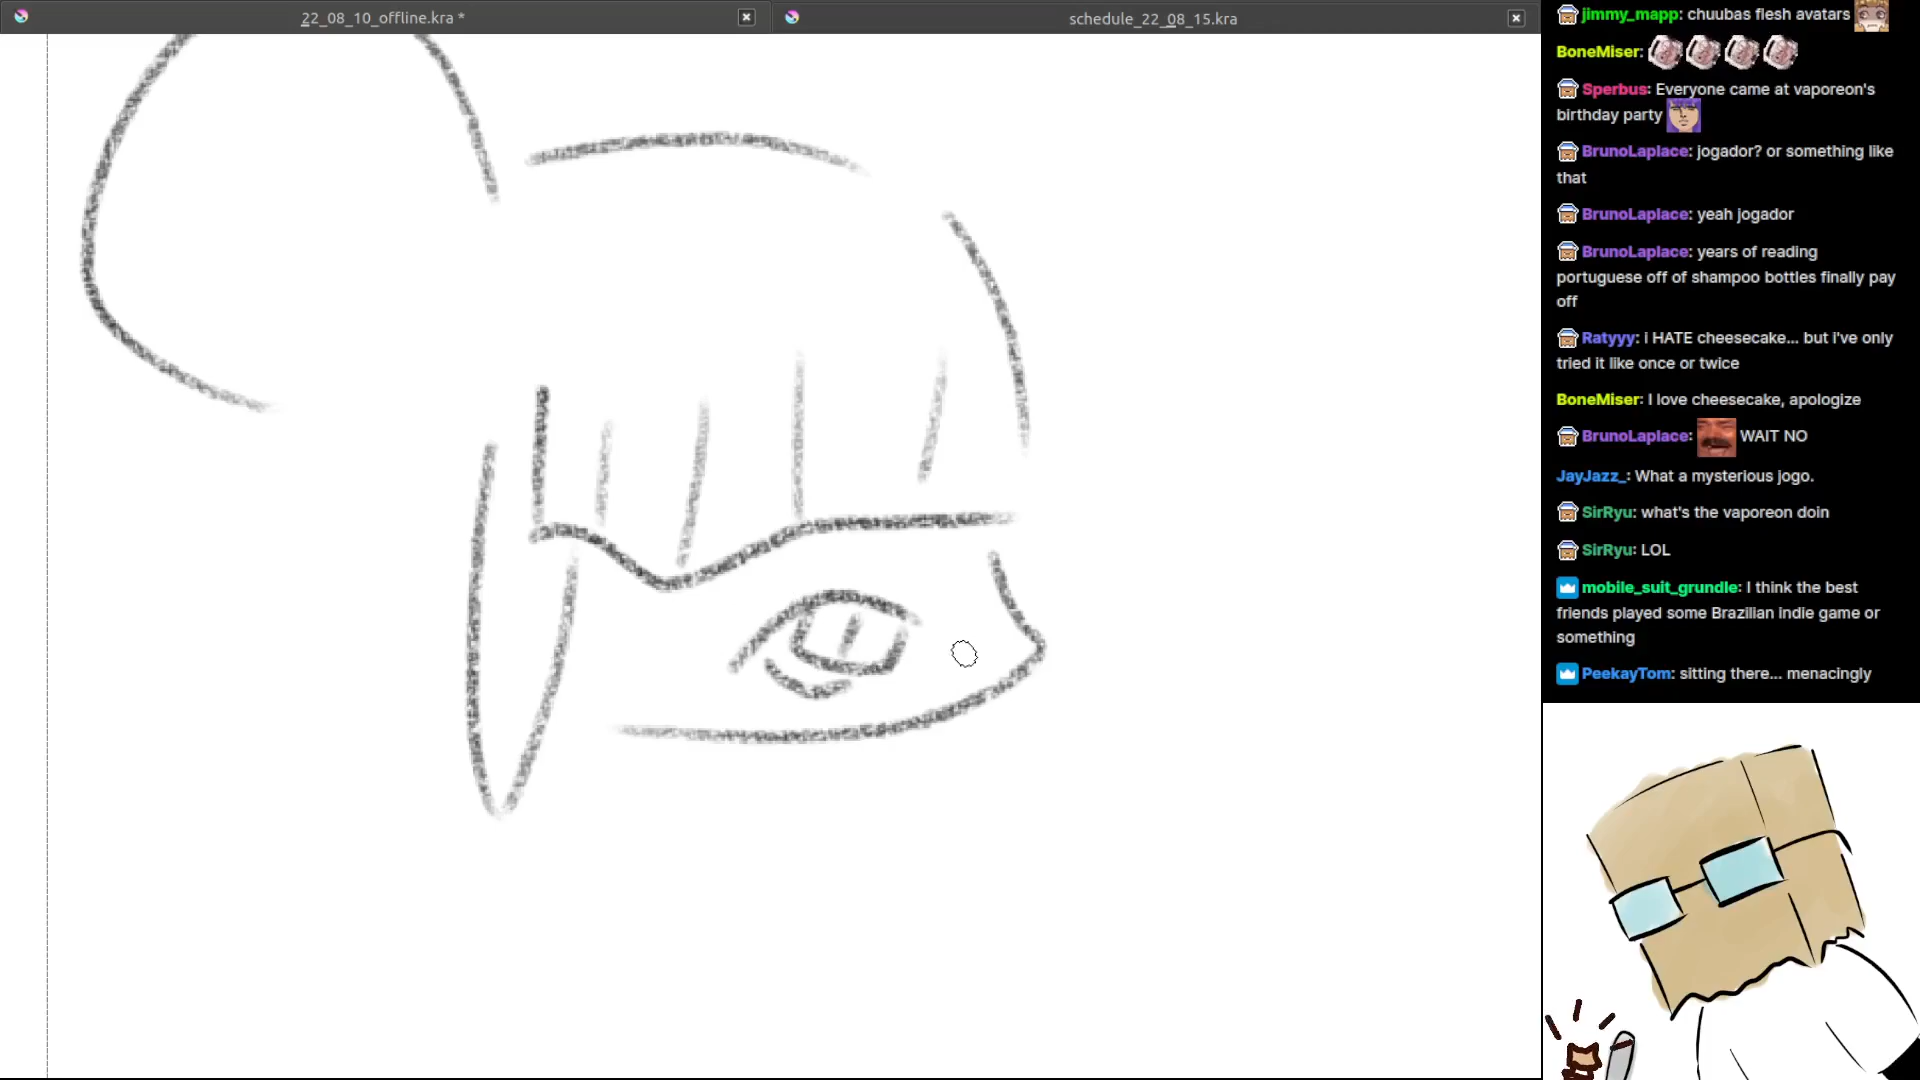 22_08_10_offline.kra *
schedule_22_08_15.kra
jimmy_mapp: chuubas flesh avatars
BoneMiser:
Sperbus: Everyone came at vaporeon's
birthday party
BrunoLaplace: jogador? or something like
that
BrunoLaplace: yeah jogador
BrunoLaplace: years of reading
portuguese off of shampoo bottles finally pay
off
Ratyyy: i HATE cheesecake... but i've only
tried it like once or twice
BoneMiser: I love cheesecake, apologize
BrunoLaplace: WAIT NO
JayJazz_: What a mysterious jogo.
SirRyu: what's the vaporeon doin
SirRyu: LOL
mobile_suit_grundle: I think the best
friends played some Brazilian indie game or
something
PeekayTom: sitting there... menacingly